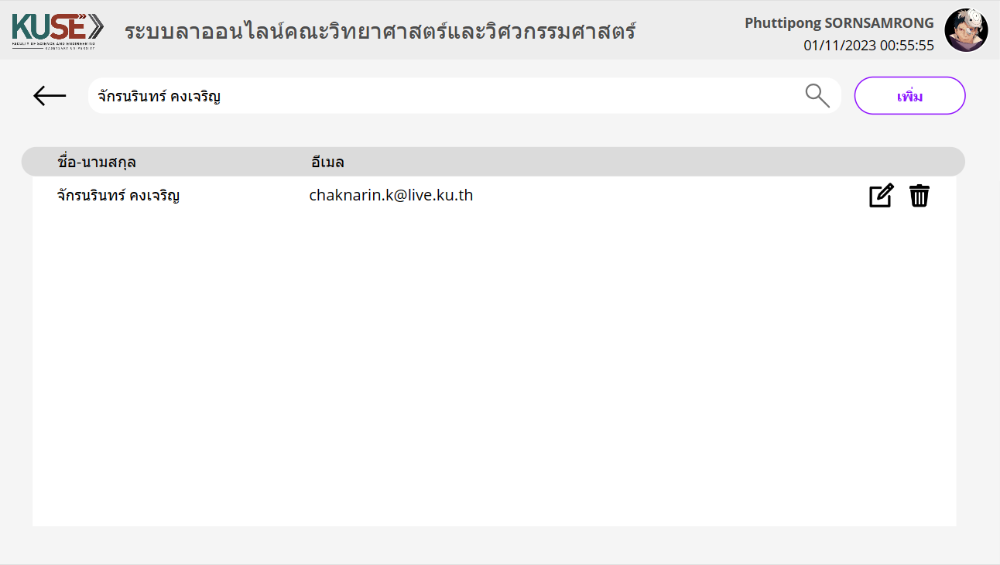 KUSE
FACULTY OF SCIENCE AND ENGINEERING
KASETSART UNIVERSITY
ระบบลาออนไลน์คณะวิทยาศาสตร์และวิศวกรรมศาสตร์
Phuttipong SORNSAMRONG
01/11/2023 00:55:55
จักรนรินทร์ คงเจริญ
เพิ่ม
ชื่อ-นามสกุล อีเมล
จักรนรินทร์ คงเจริญ chaknarin.k@live.ku.th